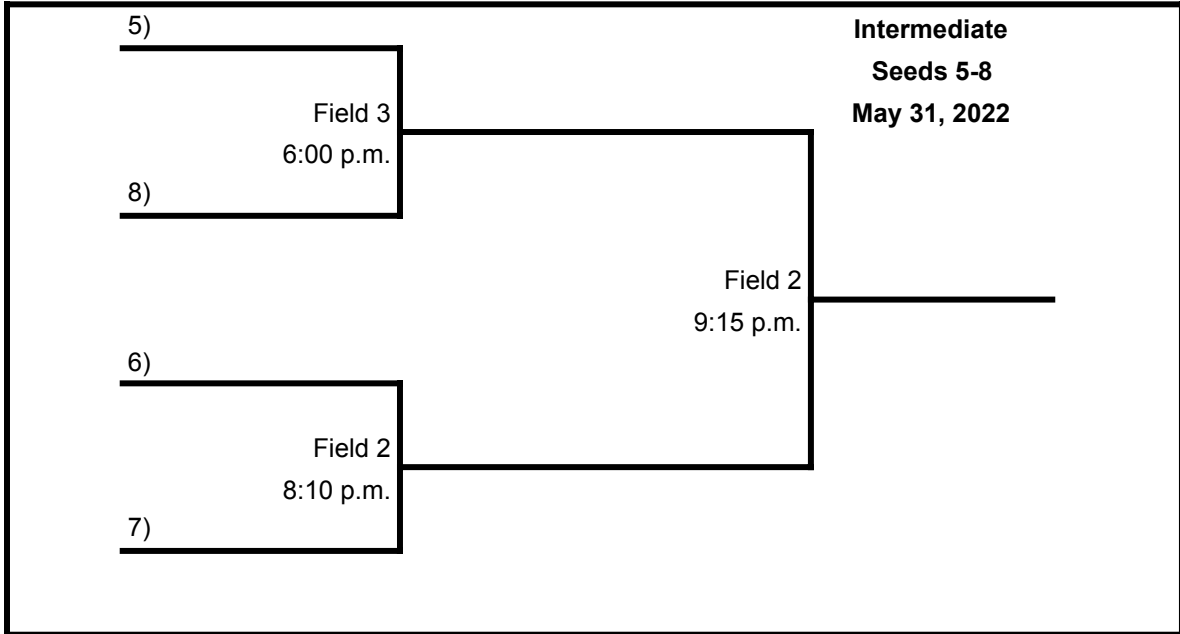 5)
Intermediate
Seeds 5-8
May 31, 2022
Field 3
6:00 p.m.
8)
Field 2
9:15 p.m.
6)
Field 2
8:10 p.m.
7)